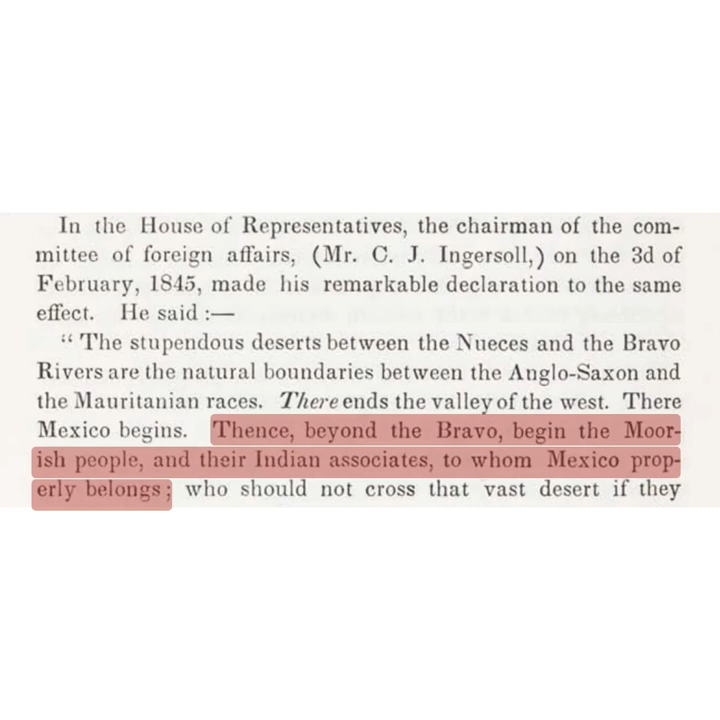 In the House of Representatives, the chairman of the com-
mittee of foreign affairs, (Mr. C. J. Ingersoll,) on the 3d of
February, 1845, made his remarkable declaration to the same
effect. He said :—
“ The stupendous deserts between the Nueces and the Bravo
Rivers are the natural boundaries between the Anglo-Saxon and
the Mauritanian races. There ends the valley of the west. There
Mexico begins. Thence, beyond the Bravo, begin the Moor-
ish people, and their Indian associates, to whom Mexico prop-
erly belongs ; who should not cross that vast desert if they